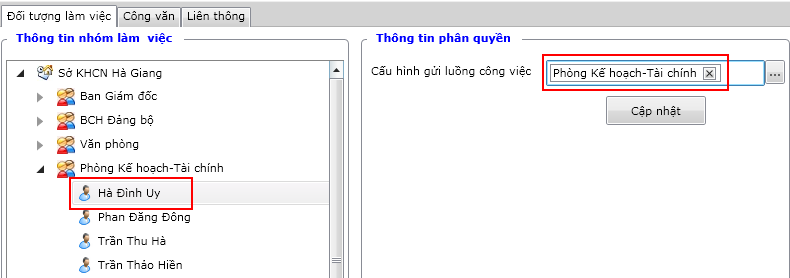 Đối tượng làm việc Công văn Liên thông
Thông tin nhóm làm việc
Sở KHCN Hà Giang
Ban Giám đốc
BCH Đảng bộ
Văn phòng
Phòng Kế hoạch-Tài chính
Hà Đình Uy
Phan Đăng Đông
Trần Thu Hà
Trần Thảo Hiền
Thông tin phân quyền
Cấu hình gửi luồng công việc Phòng Kế hoạch-Tài chính ...
Cập nhật